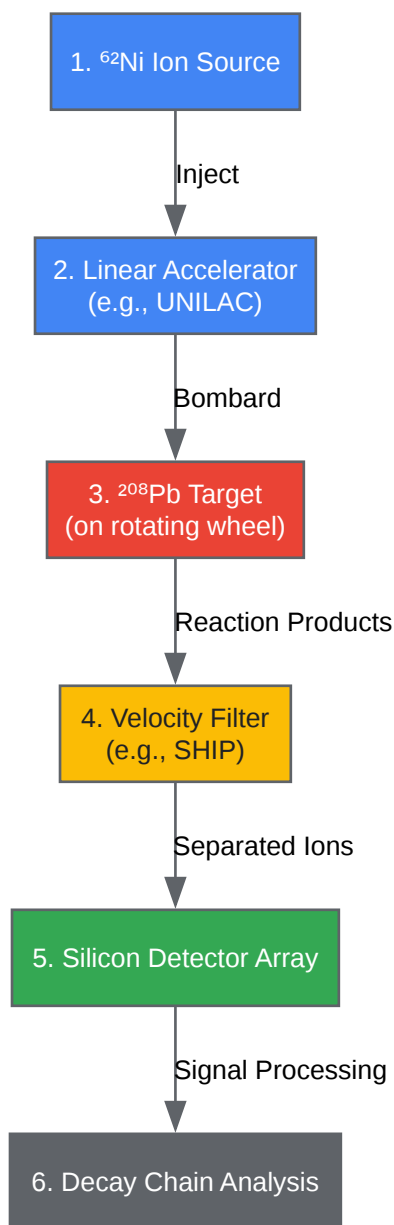 1. ⁶²Ni Ion Source
Inject
2. Linear Accelerator
(e.g., UNILAC)
Bombard
3. ²⁰⁸Pb Target
(on rotating wheel)
Reaction Products
4. Velocity Filter
(e.g., SHIP)
Separated Ions
5. Silicon Detector Array
Signal Processing
6. Decay Chain Analysis